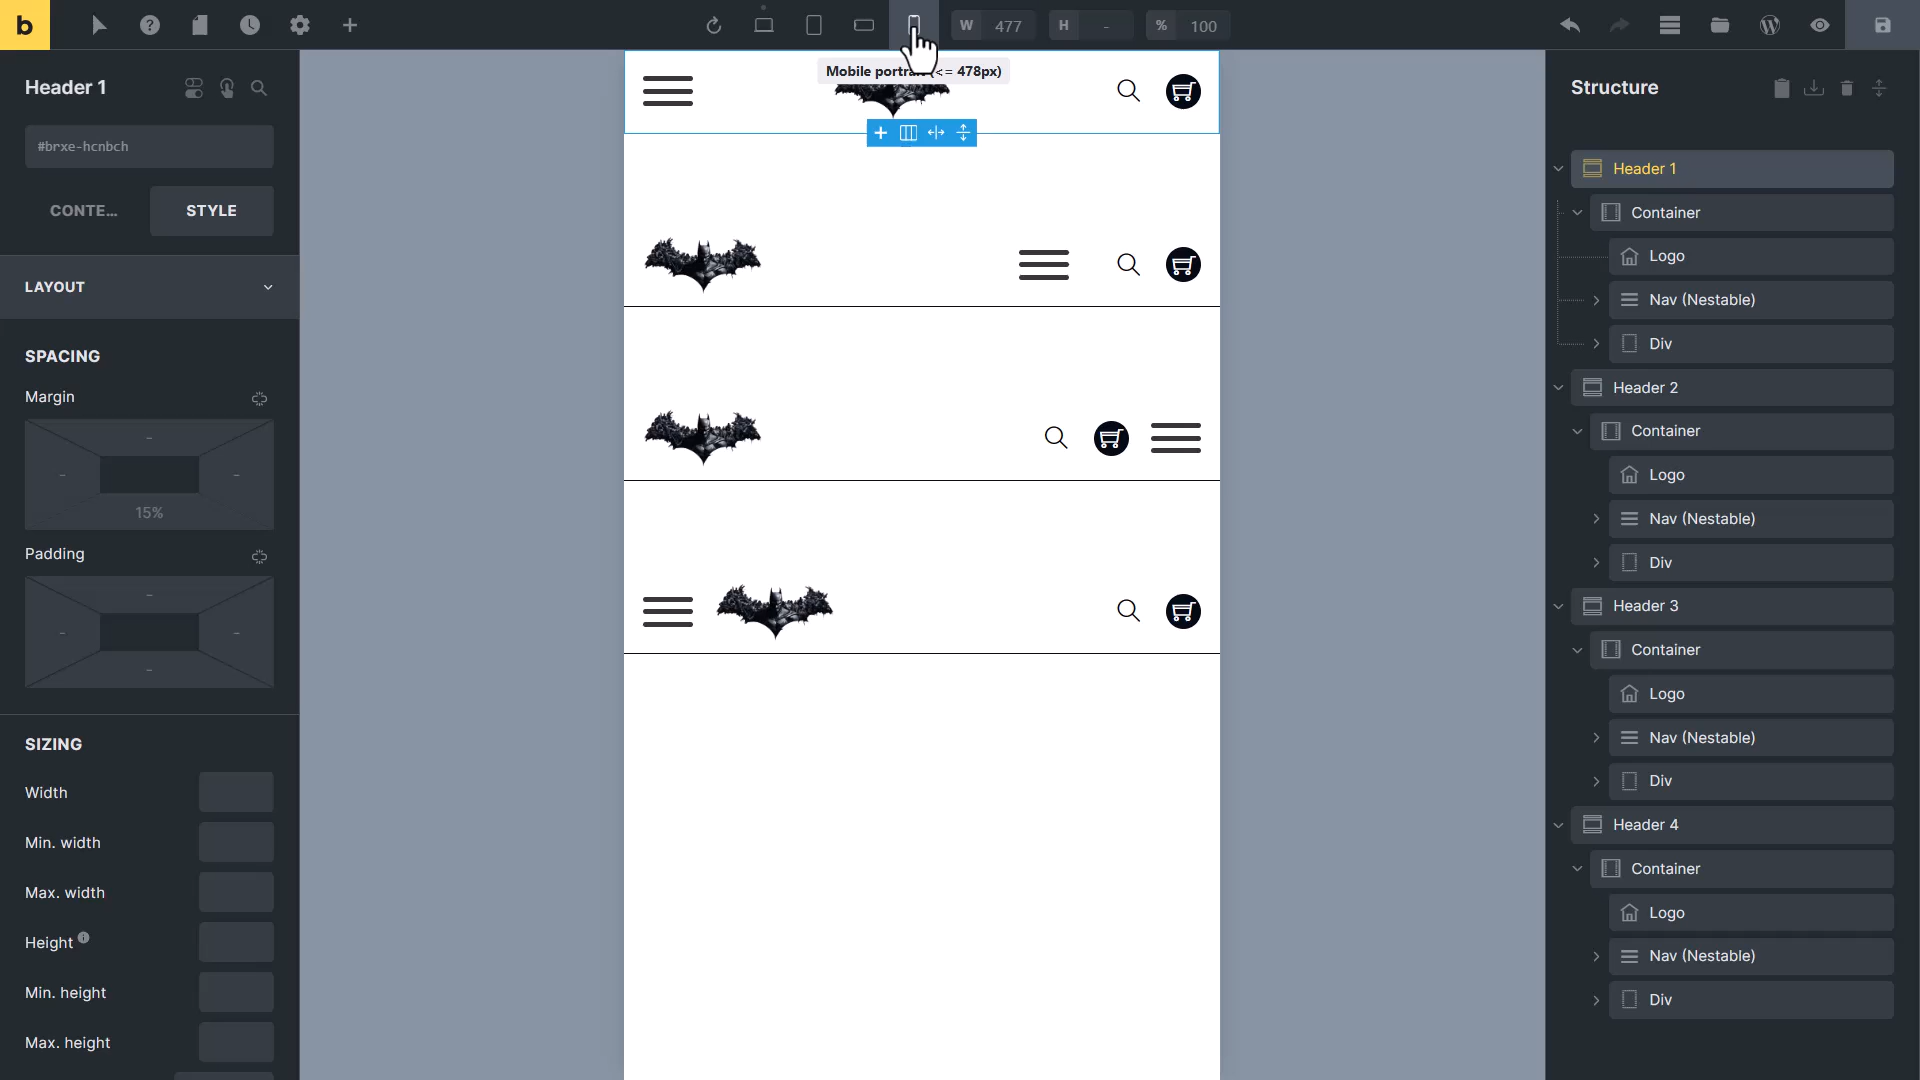 b
W 477 H - % 100
Header 1
#brxe-hcnbch
CONTE... STYLE
LAYOUT
SPACING
Margin
-
- -
15%
Padding
-
- -
-
SIZING
Width
Min. width
Max. width
Height
Min. height
Max. height
Mobile portra (<= 478px)
Structure
Header 1
Container
Logo
Nav (Nestable)
Div
Header 2
Container
Logo
Nav (Nestable)
Div
Header 3
Container
Logo
Nav (Nestable)
Div
Header 4
Container
Logo
Nav (Nestable)
Div